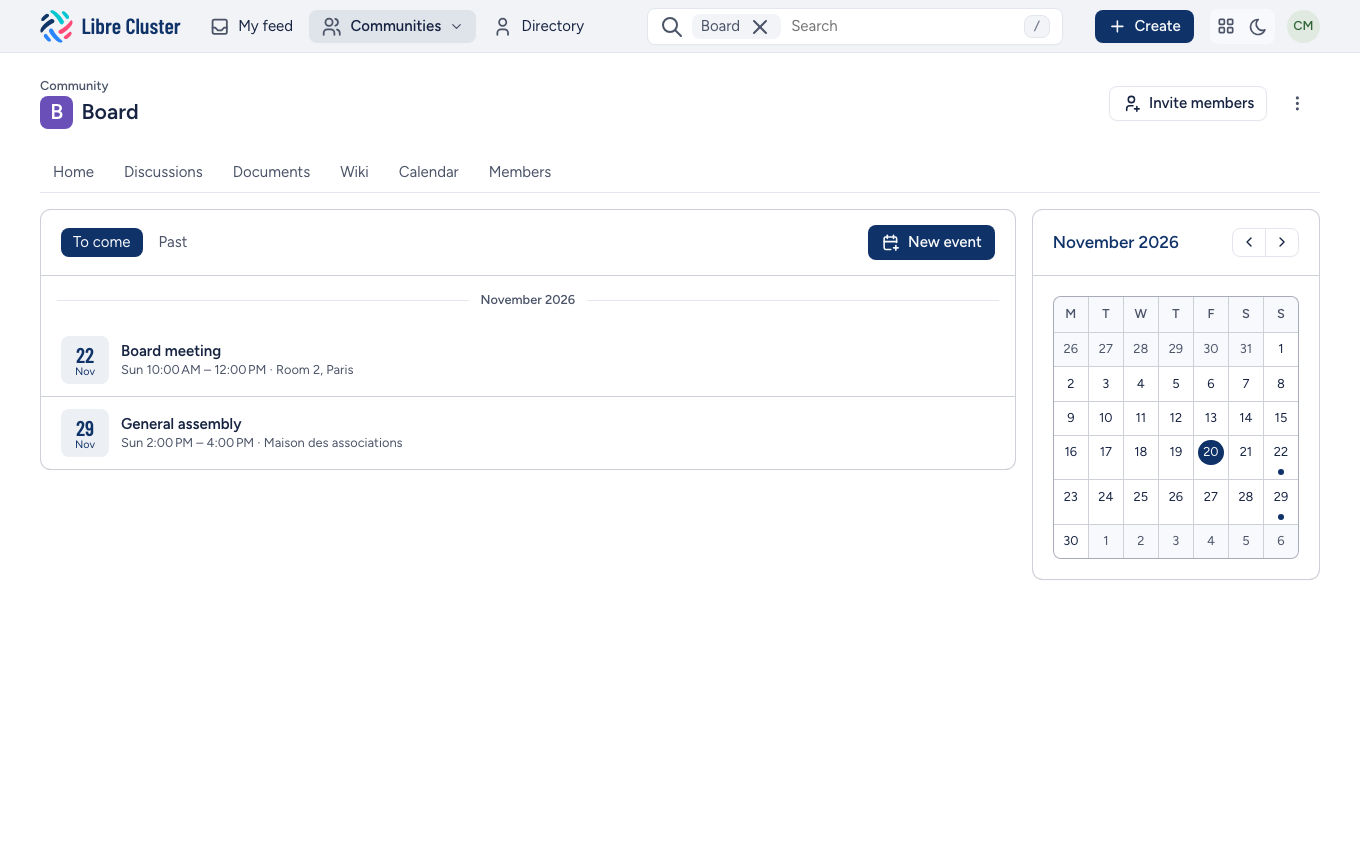 Libre Cluster
My feed
Communities
Directory
Board
Search
/
Create
CM
Community
B
Board
Invite members
Home
Discussions
Documents
Wiki
Calendar
Members
To come
Past
New event
November 2026
22
Nov
Board meeting
Sun 10:00 AM – 12:00 PM · Room 2, Paris
29
Nov
General assembly
Sun 2:00 PM – 4:00 PM · Maison des associations
November 2026
M T W T F S S
26 27 28 29 30 31 1
2 3 4 5 6 7 8
9 10 11 12 13 14 15
16 17 18 19 20 21 22
23 24 25 26 27 28 29
30 1 2 3 4 5 6